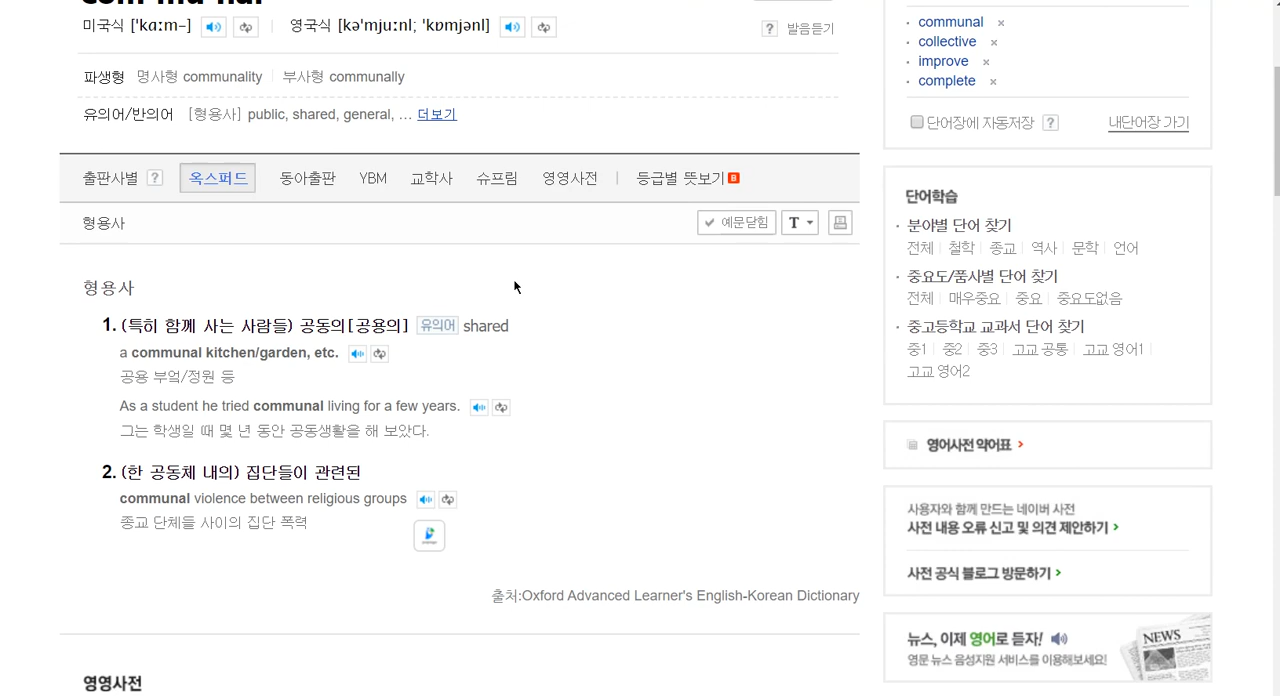 미국식 ['kɑːm–] 영국식 [kə'mjuːnl; 'kɒmjənl] ? 발음듣기
파생형 명사형 communality 부사형 communally
유의어/반의어 [형용사] public, shared, general, ... 더보기
출판사별 ? 옥스퍼드 동아출판 YBM 교학사 슈프림 영영사전 등급별 뜻보기 B
형용사 예문닫힘 T
형용사
1. (특히 함께 사는 사람들) 공동의[공용의] 유의어 shared
a communal kitchen/garden, etc.
공용 부엌/정원 등
As a student he tried communal living for a few years.
그는 학생일 때 몇 년 동안 공동생활을 해 보았다.
2. (한 공동체 내의) 집단들이 관련된
communal violence between religious groups
종교 단체들 사이의 집단 폭력
출처:Oxford Advanced Learner's English-Korean Dictionary
영영사전
· communal ×
· collective ×
· improve ×
· complete ×
단어장에 자동저장 ? 내단어장 가기
단어학습
· 분야별 단어 찾기
전체 철학 종교 역사 문학 언어
· 중요도/품사별 단어 찾기
전체 매우중요 중요 중요도없음
· 중고등학교 교과서 단어 찾기
중1 중2 중3 고교 공통 고교 영어1
고교 영어2
영어사전 약어표 >
사용자와 함께 만드는 네이버 사전
사전 내용 오류 신고 및 의견 제안하기 >
사전 공식 블로그 방문하기 >
뉴스, 이제 영어로 듣자!
영문 뉴스 음성지원 서비스를 이용해보세요!
NEWS